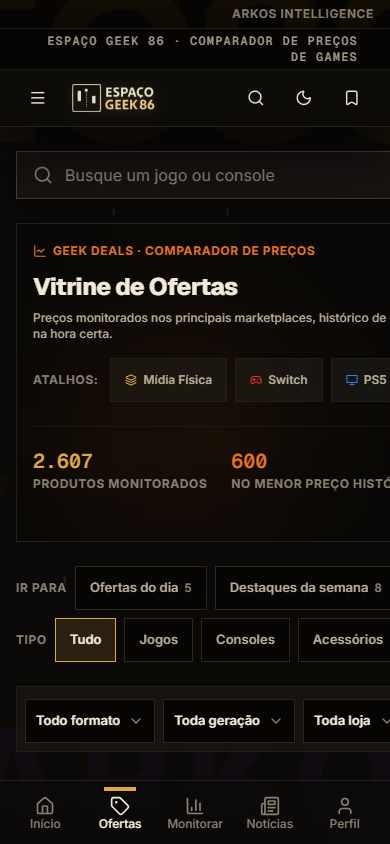 ARKOS INTELLIGENCE
ESPAÇO GEEK 86 · COMPARADOR DE PREÇOS
DE GAMES
ESPAÇO
GEEK86
Busque um jogo ou console
GEEK DEALS · COMPARADOR DE PREÇOS
Vitrine de Ofertas
Preços monitorados nos principais marketplaces, histórico de
na hora certa.
ATALHOS: Mídia Física Switch PS5
2.607 600
PRODUTOS MONITORADOS NO MENOR PREÇO HISTÓ
IR PARA Ofertas do dia 5 Destaques da semana 8
TIPO Tudo Jogos Consoles Acessórios
Todo formato Toda geração Toda loja
Início Ofertas Monitorar Notícias Perfil